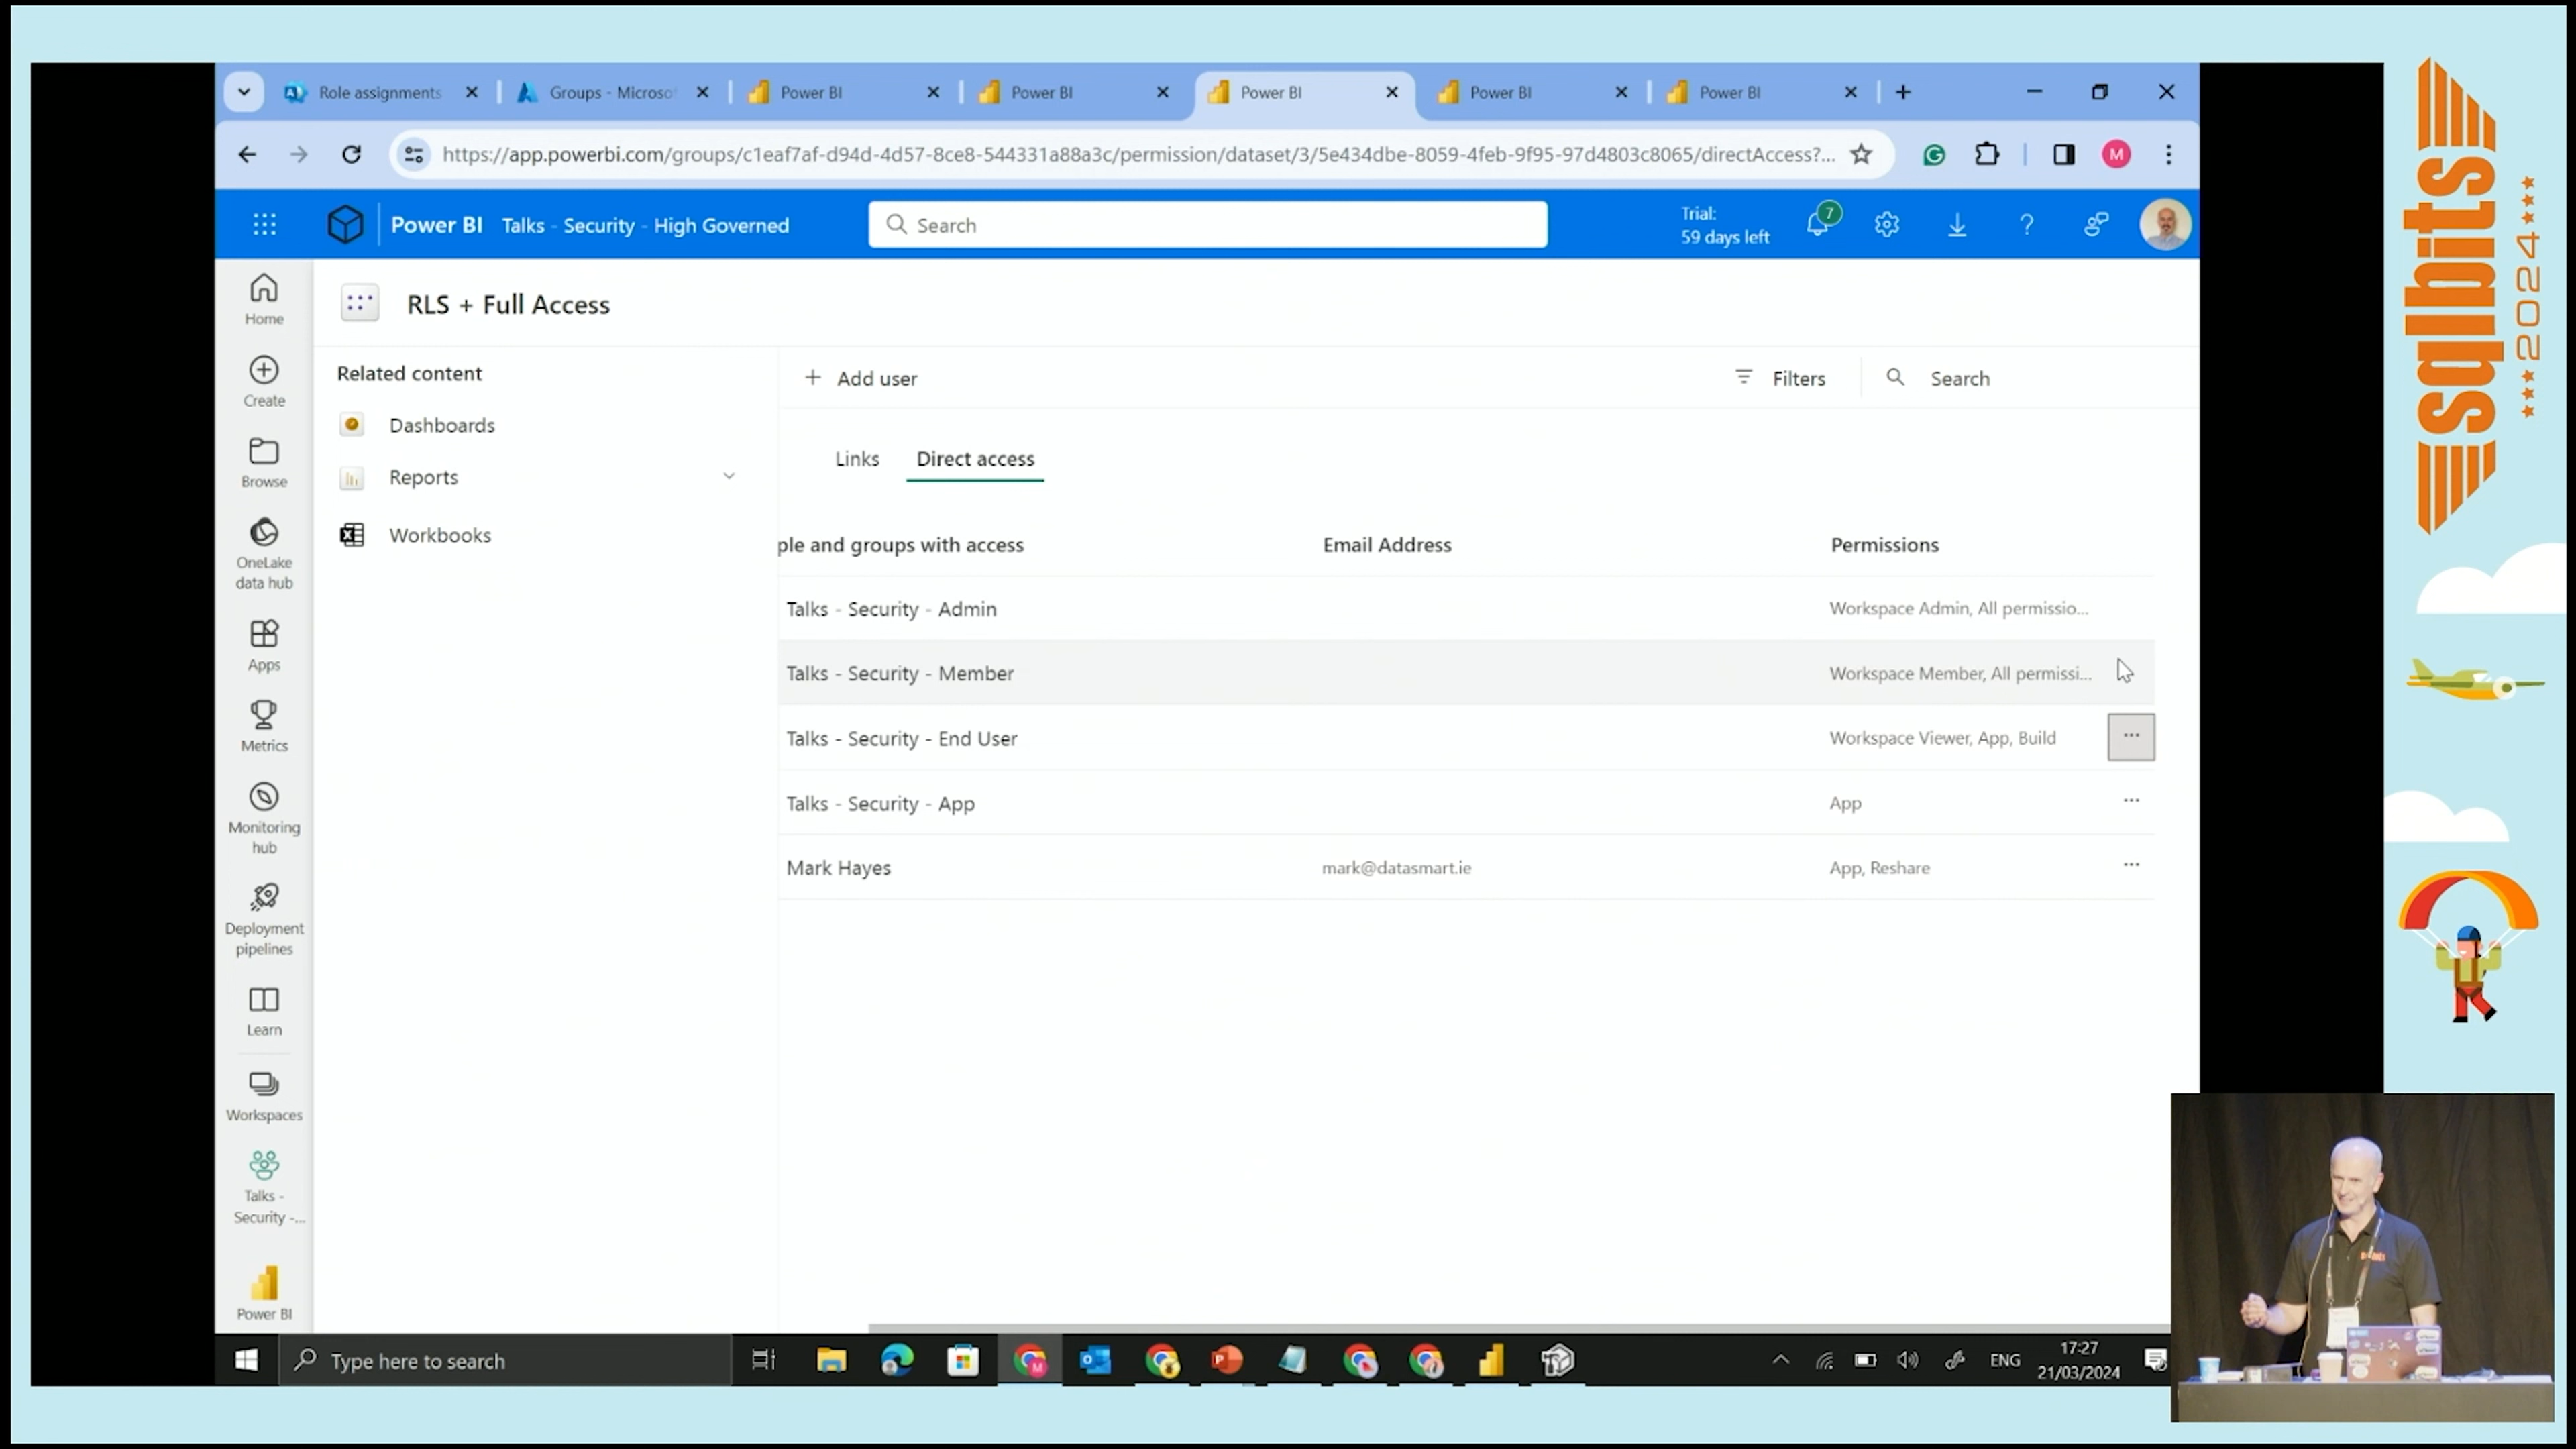 Role assignments
Groups - Microso
Power BI
Power BI
Power BI
Power BI
Power BI
https://app.powerbi.com/groups/c1eaf7af-d94d-4d57-8ce8-544331a88a3c/permission/dataset/3/5e434dbe-8059-4feb-9f95-97d4803c8065/directAccess?...
M
Power BI
Talks - Security - High Governed
Search
Trial:
59 days left
7
Home
Create
Browse
OneLake
data hub
Apps
Metrics
Monitoring
hub
Deployment
pipelines
Learn
Workspaces
Talks -
Security -...
Power BI
RLS + Full Access
Related content
Dashboards
Reports
Workbooks
Add user
Filters
Search
Links
Direct access
ple and groups with access
Email Address
Permissions
Talks - Security - Admin
Workspace Admin, All permissio...
Talks - Security - Member
Workspace Member, All permissi...
Talks - Security - End User
Workspace Viewer, App, Build
Talks - Security - App
App
Mark Hayes
mark@datasmart.ie
App, Reshare
Type here to search
ENG
17:27
21/03/2024
sqlbits
2024